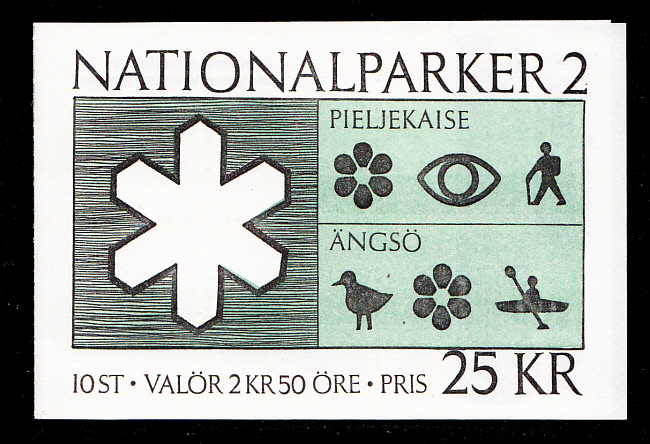 NATIONALPARKER 2
PIELJEKAISE
ÄNGSÖ
10 ST • VALÖR 2 KR 50 ÖRE • PRIS 25 KR